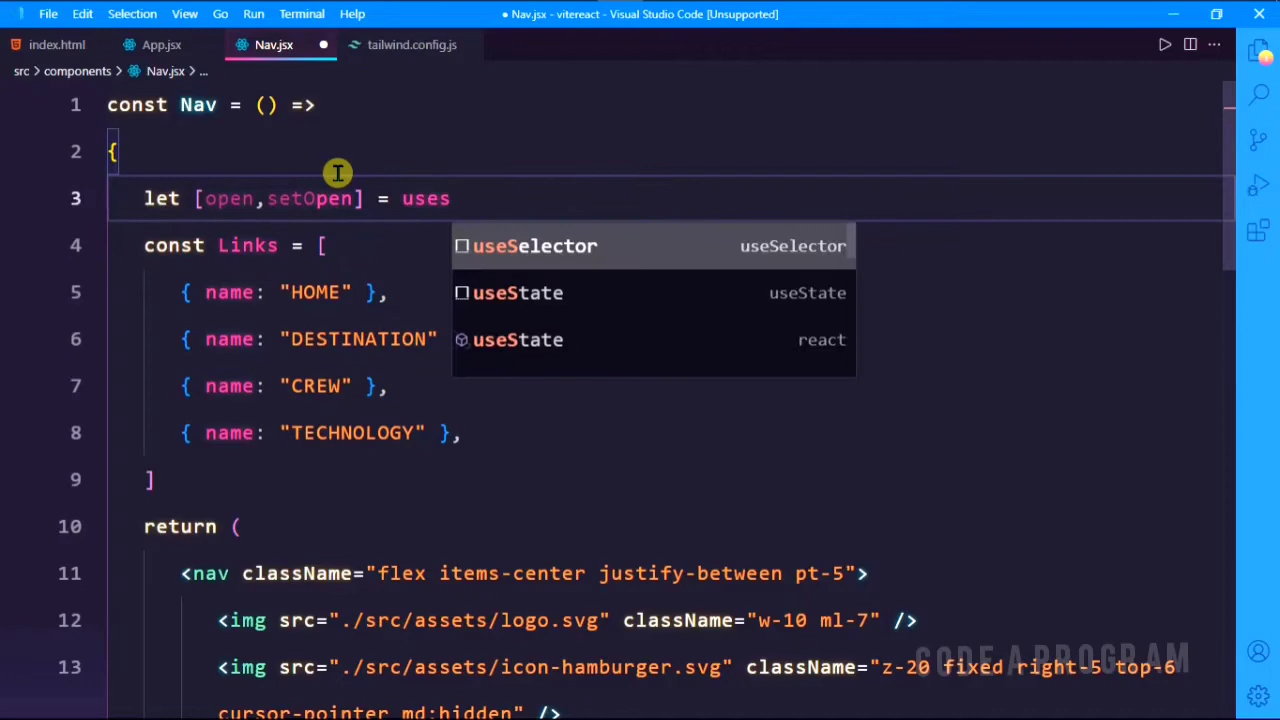 File Edit Selection View Go Run Terminal Help
● Nav.jsx - vitereact - Visual Studio Code [Unsupported]
index.html App.jsx Nav.jsx ● tailwind.config.js
src > components > Nav.jsx > ...
1 const Nav = () =>
2 {
3 let [open,setOpen] = uses
useSelector useSelector
useState useState
useState react
4 const Links = [
5 { name: "HOME" },
6 { name: "DESTINATION"
7 { name: "CREW" },
8 { name: "TECHNOLOGY" },
9 ]
10 return (
11 <nav className="flex items-center justify-between pt-5">
12 <img src="./src/assets/logo.svg" className="w-10 ml-7" />
13 <img src="./src/assets/icon-hamburger.svg" className="z-20 fixed right-5 top-6
cursor-pointer md:hidden" />
CODE A PROGRAM